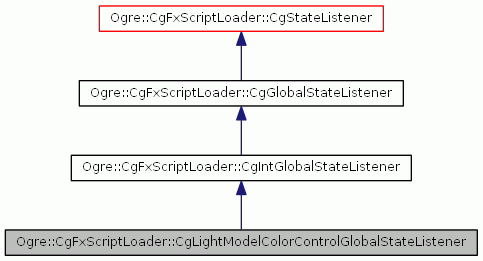 Ogre::CgFxScriptLoader::CgStateListener
Ogre::CgFxScriptLoader::CgGlobalStateListener
Ogre::CgFxScriptLoader::CgIntGlobalStateListener
Ogre::CgFxScriptLoader::CgLightModelColorControlGlobalStateListener